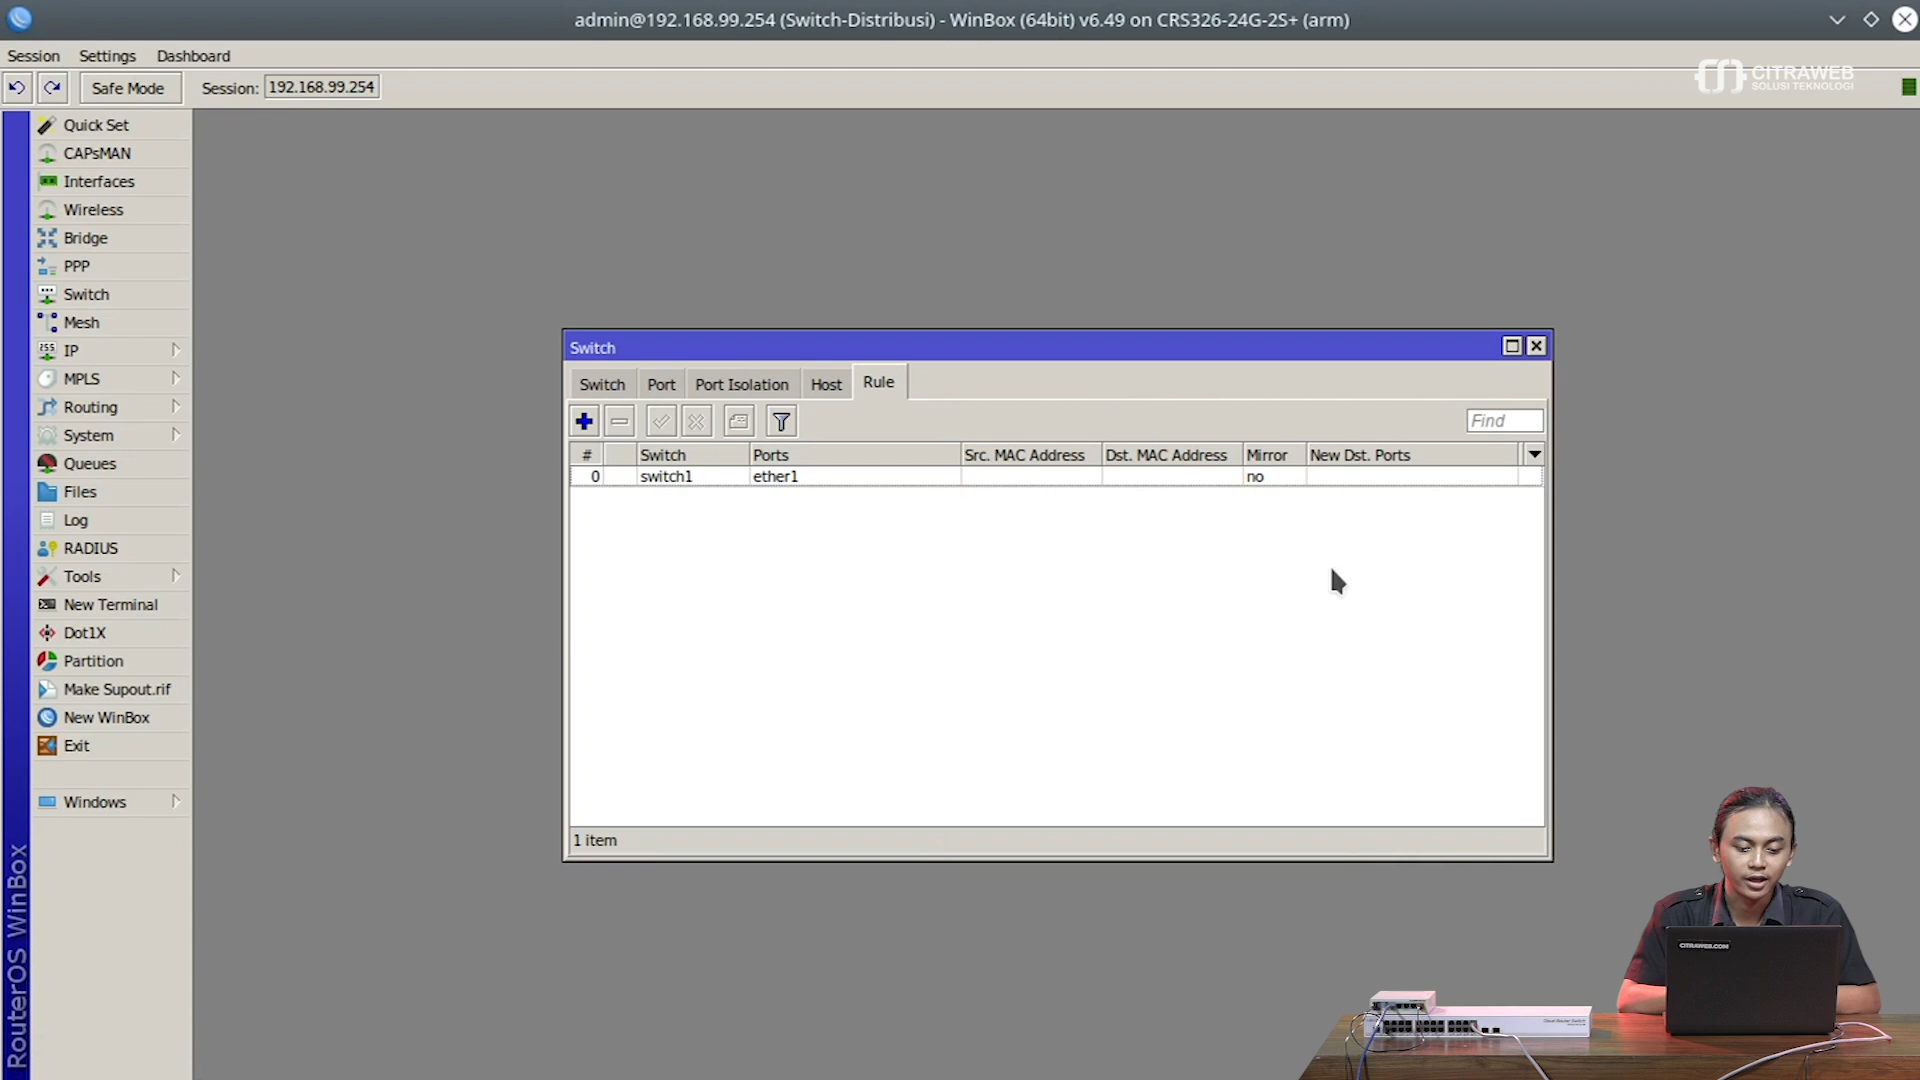 admin@192.168.99.254 (Switch-Distribusi) - WinBox (64bit) v6.49 on CRS326-24G-2S+ (arm)
Session Settings Dashboard
Safe Mode Session: 192.168.99.254
CITRAWEB
SOLUSI TEKNOLOGI
Quick Set
CAPsMAN
Interfaces
Wireless
Bridge
PPP
Switch
Mesh
IP
MPLS
Routing
System
Queues
Files
Log
RADIUS
Tools
New Terminal
Dot1X
Partition
Make Supout.rif
New WinBox
Exit
Windows
RouterOS WinBox
Switch
Switch Port Port Isolation Host Rule
Find
# Switch Ports Src. MAC Address Dst. MAC Address Mirror New Dst. Ports
0 switch1 ether1 no
1 item
CITRAWEB.COM